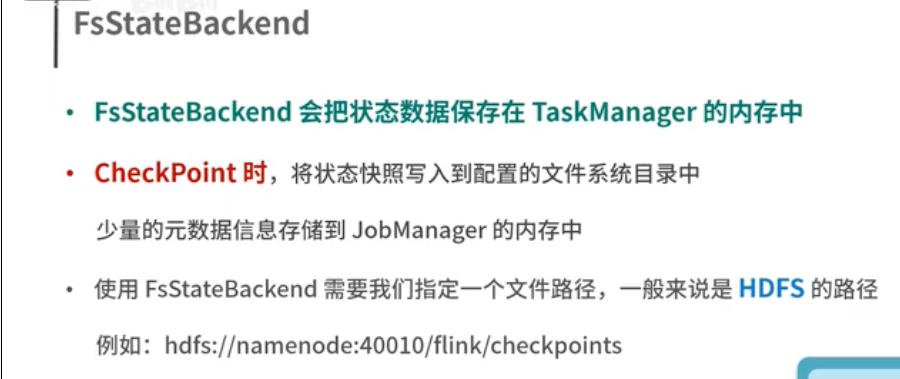 FsStateBackend
• FsStateBackend 会把状态数据保存在 TaskManager 的内存中
• CheckPoint 时，将状态快照写入到配置的文件系统目录中
少量的元数据信息存储到 JobManager 的内存中
• 使用 FsStateBackend 需要我们指定一个文件路径，一般来说是 HDFS 的路径
例如：hdfs://namenode:40010/flink/checkpoints